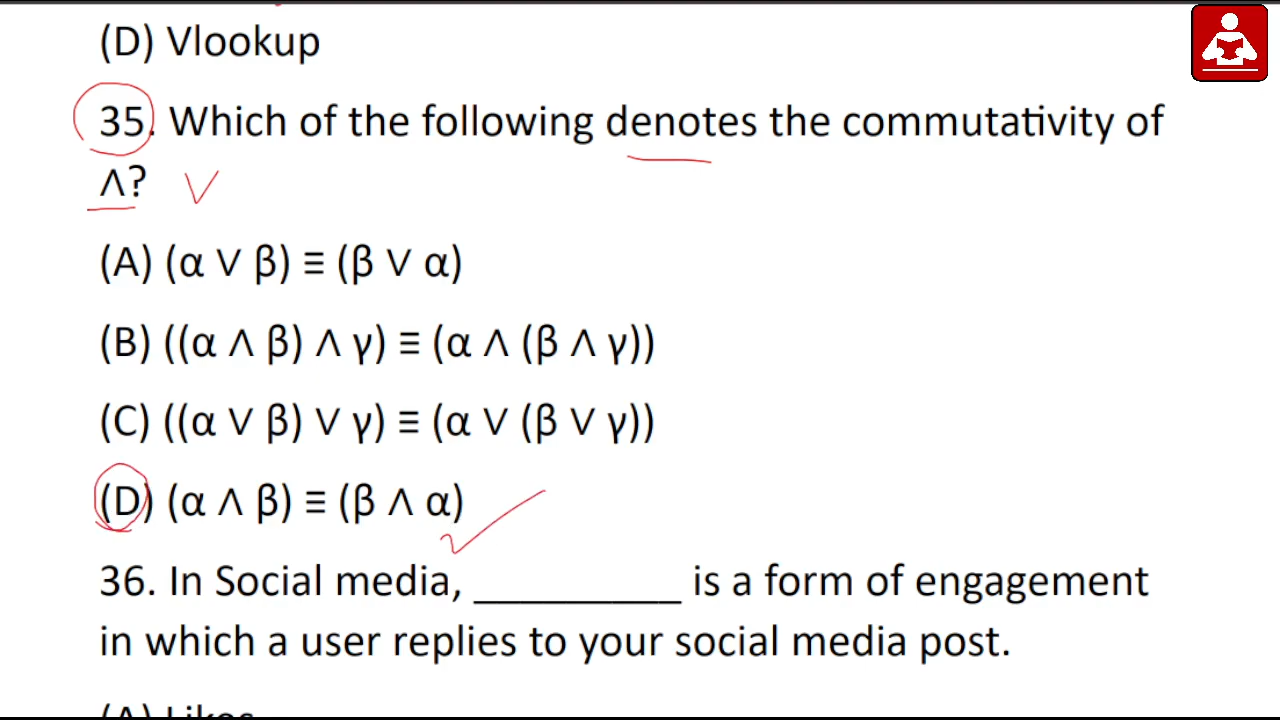 (D) Vlookup
35. Which of the following denotes the commutativity of
∧? ∨
(A) (α ∨ β) ≡ (β ∨ α)
(B) ((α ∧ β) ∧ γ) ≡ (α ∧ (β ∧ γ))
(C) ((α ∨ β) ∨ γ) ≡ (α ∨ (β ∨ γ))
(D) (α ∧ β) ≡ (β ∧ α)
36. In Social media, __________ is a form of engagement
in which a user replies to your social media post.
(A) Likes